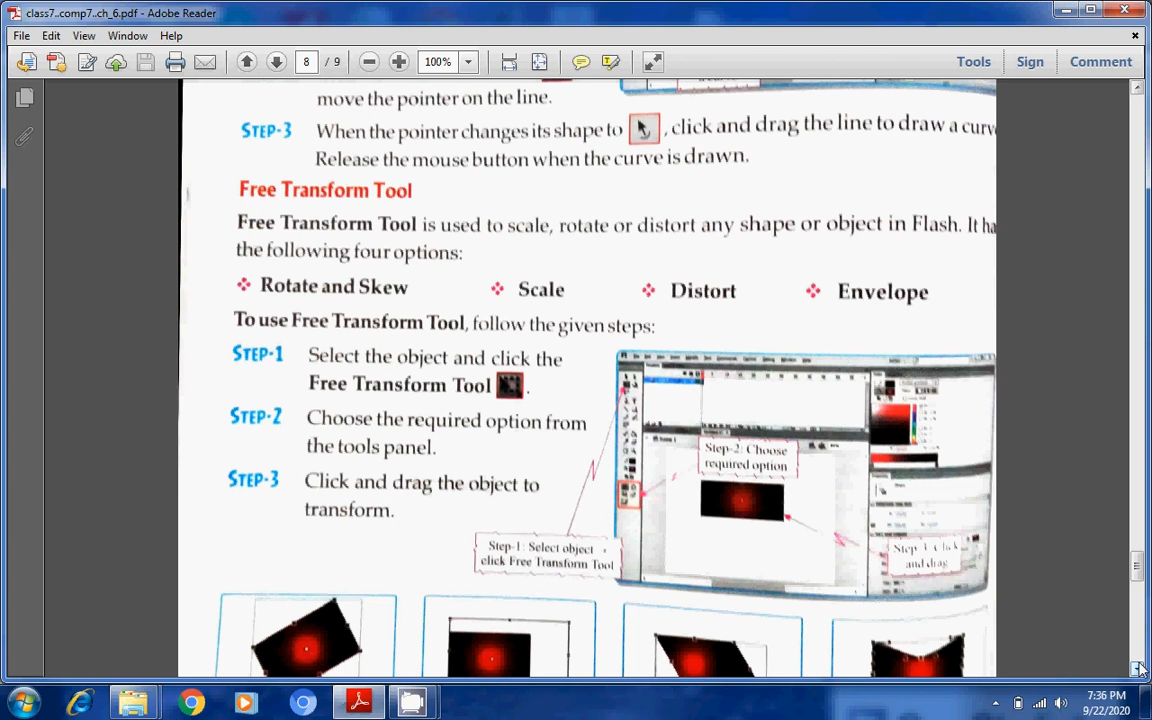 class7..comp7..ch_6.pdf - Adobe Reader
File Edit View Window Help
8 / 9 100% Tools Sign Comment
move the pointer on the line.
STEP-3 When the pointer changes its shape to , click and drag the line to draw a curv
Release the mouse button when the curve is drawn.
Free Transform Tool
Free Transform Tool is used to scale, rotate or distort any shape or object in Flash. It ha
the following four options:
❖ Rotate and Skew ❖ Scale ❖ Distort ❖ Envelope
To use Free Transform Tool, follow the given steps:
STEP-1 Select the object and click the
Free Transform Tool .
STEP-2 Choose the required option from
the tools panel.
STEP-3 Click and drag the object to
transform.
Step-2: Choose
required option
Step-1: Select object
click Free Transform Tool
Click
and drag
7:36 PM
9/22/2020